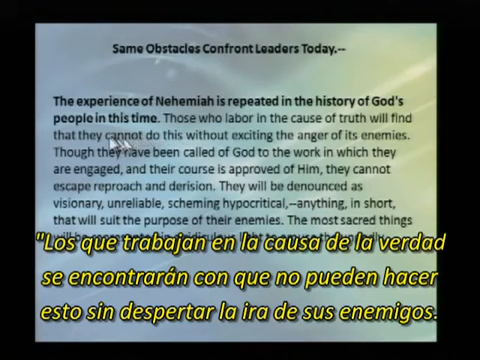 Same Obstacles Confront Leaders Today.--
The experience of Nehemiah is repeated in the history of God's
people in this time. Those who labor in the cause of truth will find
that they cannot do this without exciting the anger of its enemies.
Though they have been called of God to the work in which they
are engaged, and their course is approved of Him, they cannot
escape reproach and derision. They will be denounced as
visionary, unreliable, scheming hypocritical,--anything, in short,
that will suit the purpose of their enemies. The most sacred things
"Los que trabajan en la causa de la verdad
se encontrarán con que no pueden hacer
esto sin despertar la ira de sus enemigos.